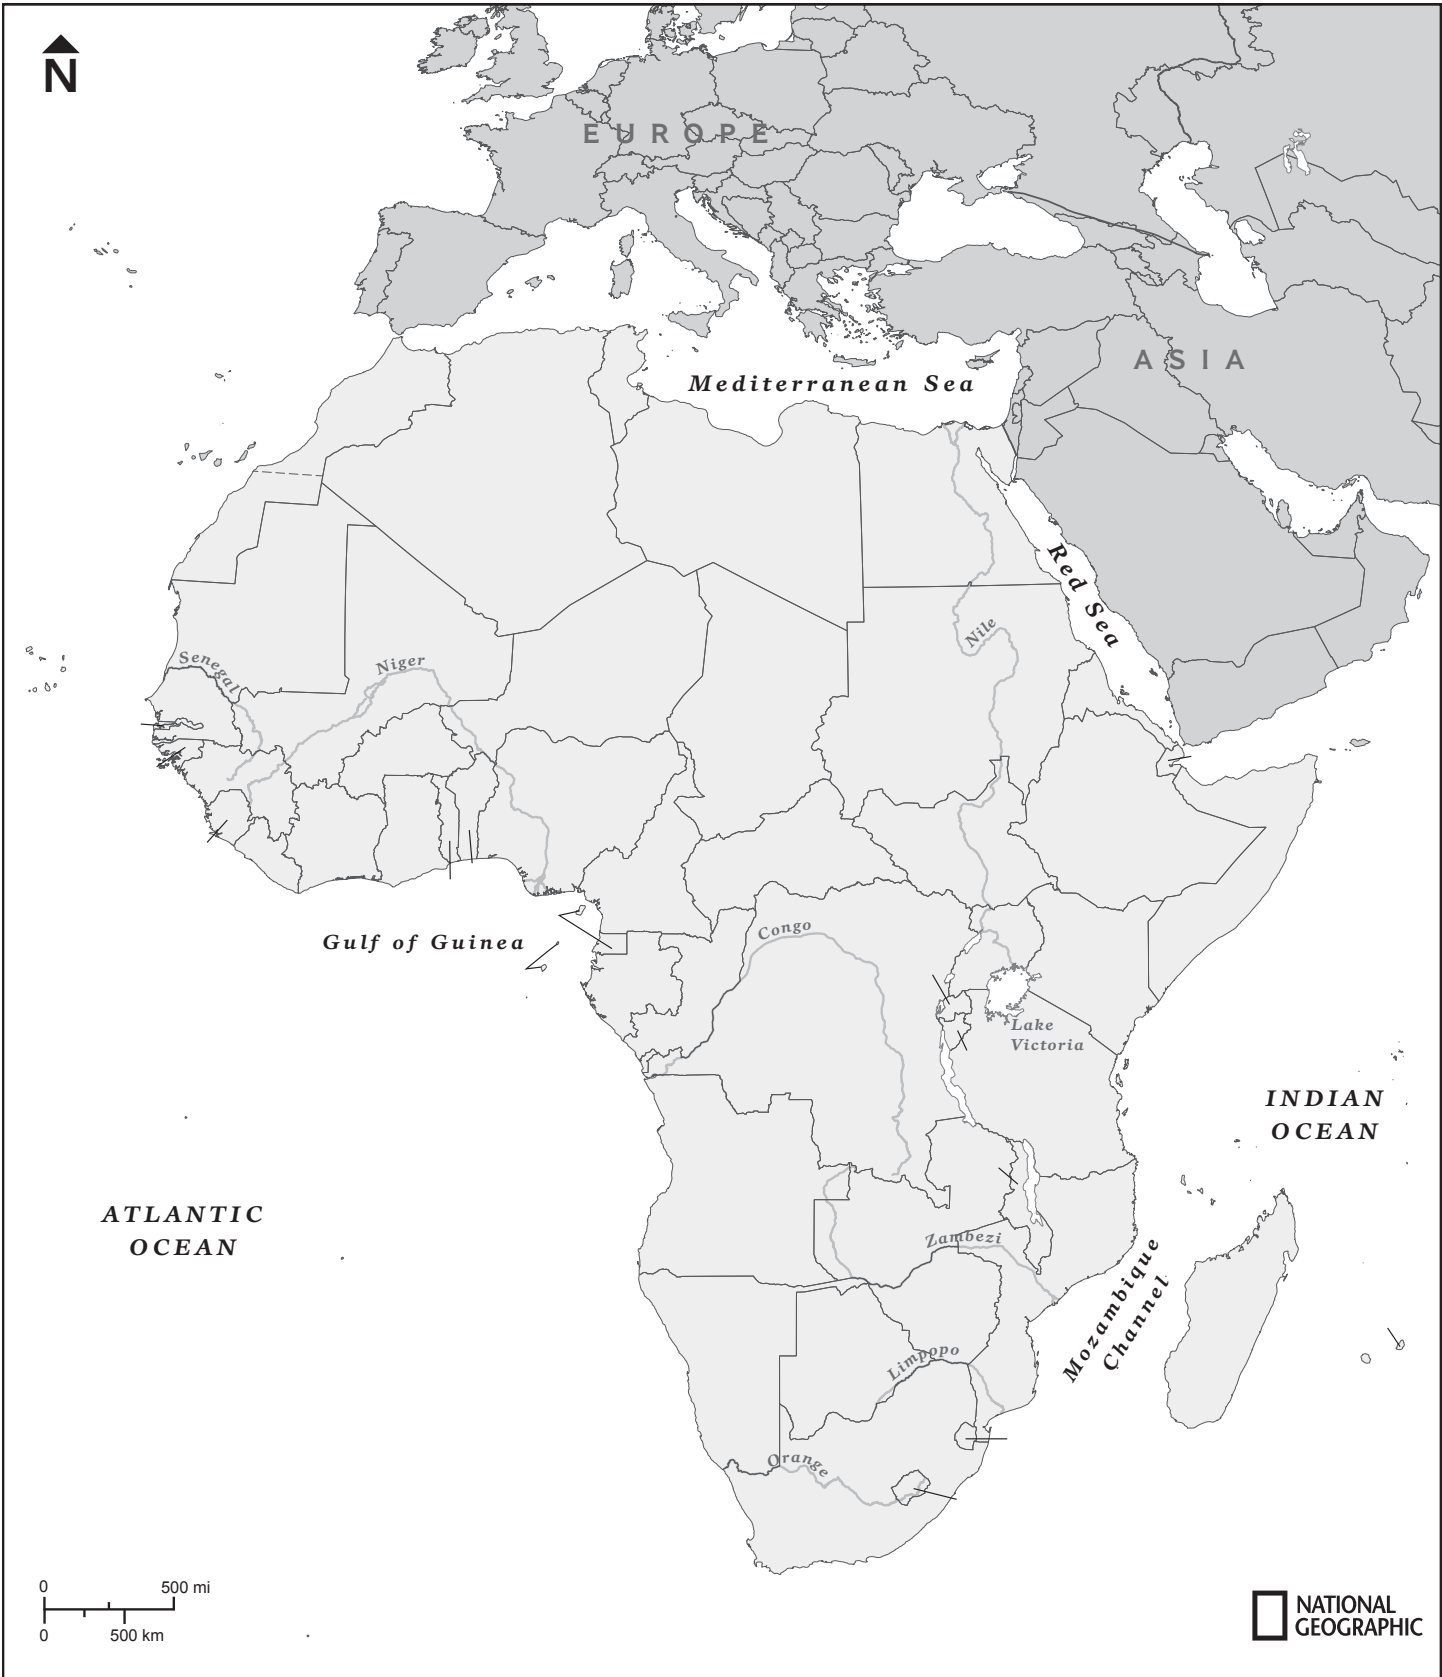 N
EUROPE
ASIA
Mediterranean Sea
Red Sea
Nile
Senegal
Niger
Gulf of Guinea
Congo
Lake
Victoria
INDIAN
OCEAN
ATLANTIC
OCEAN
Zambezi
Mozambique
Channel
Limpopo
Orange
0 500 mi
0 500 km
NATIONAL
GEOGRAPHIC